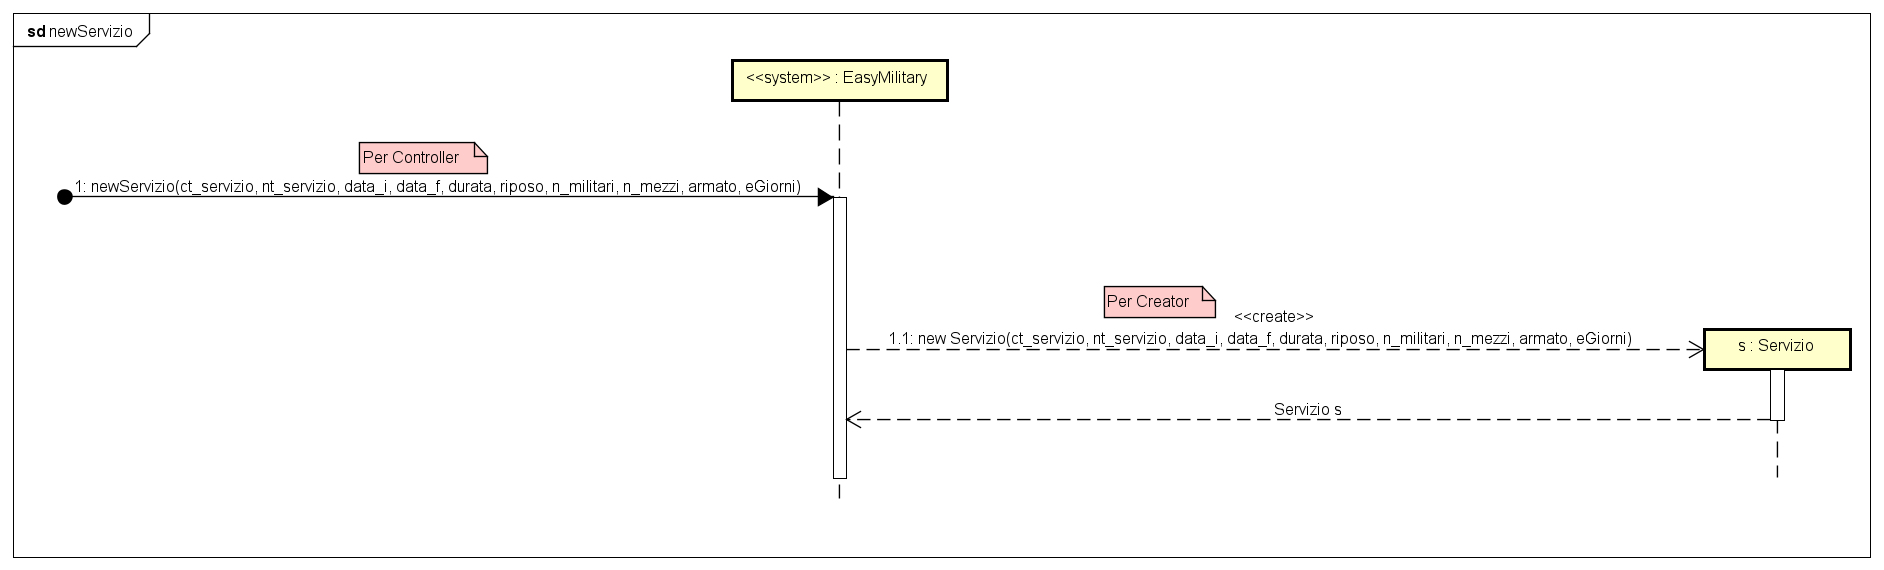 sd newServizio
<<system>> : EasyMilitary
Per Controller
1: newServizio(ct_servizio, nt_servizio, data_i, data_f, durata, riposo, n_militari, n_mezzi, armato, eGiorni)
Per Creator
<<create>>
1.1: new Servizio(ct_servizio, nt_servizio, data_i, data_f, durata, riposo, n_militari, n_mezzi, armato, eGiorni)
s : Servizio
Servizio s